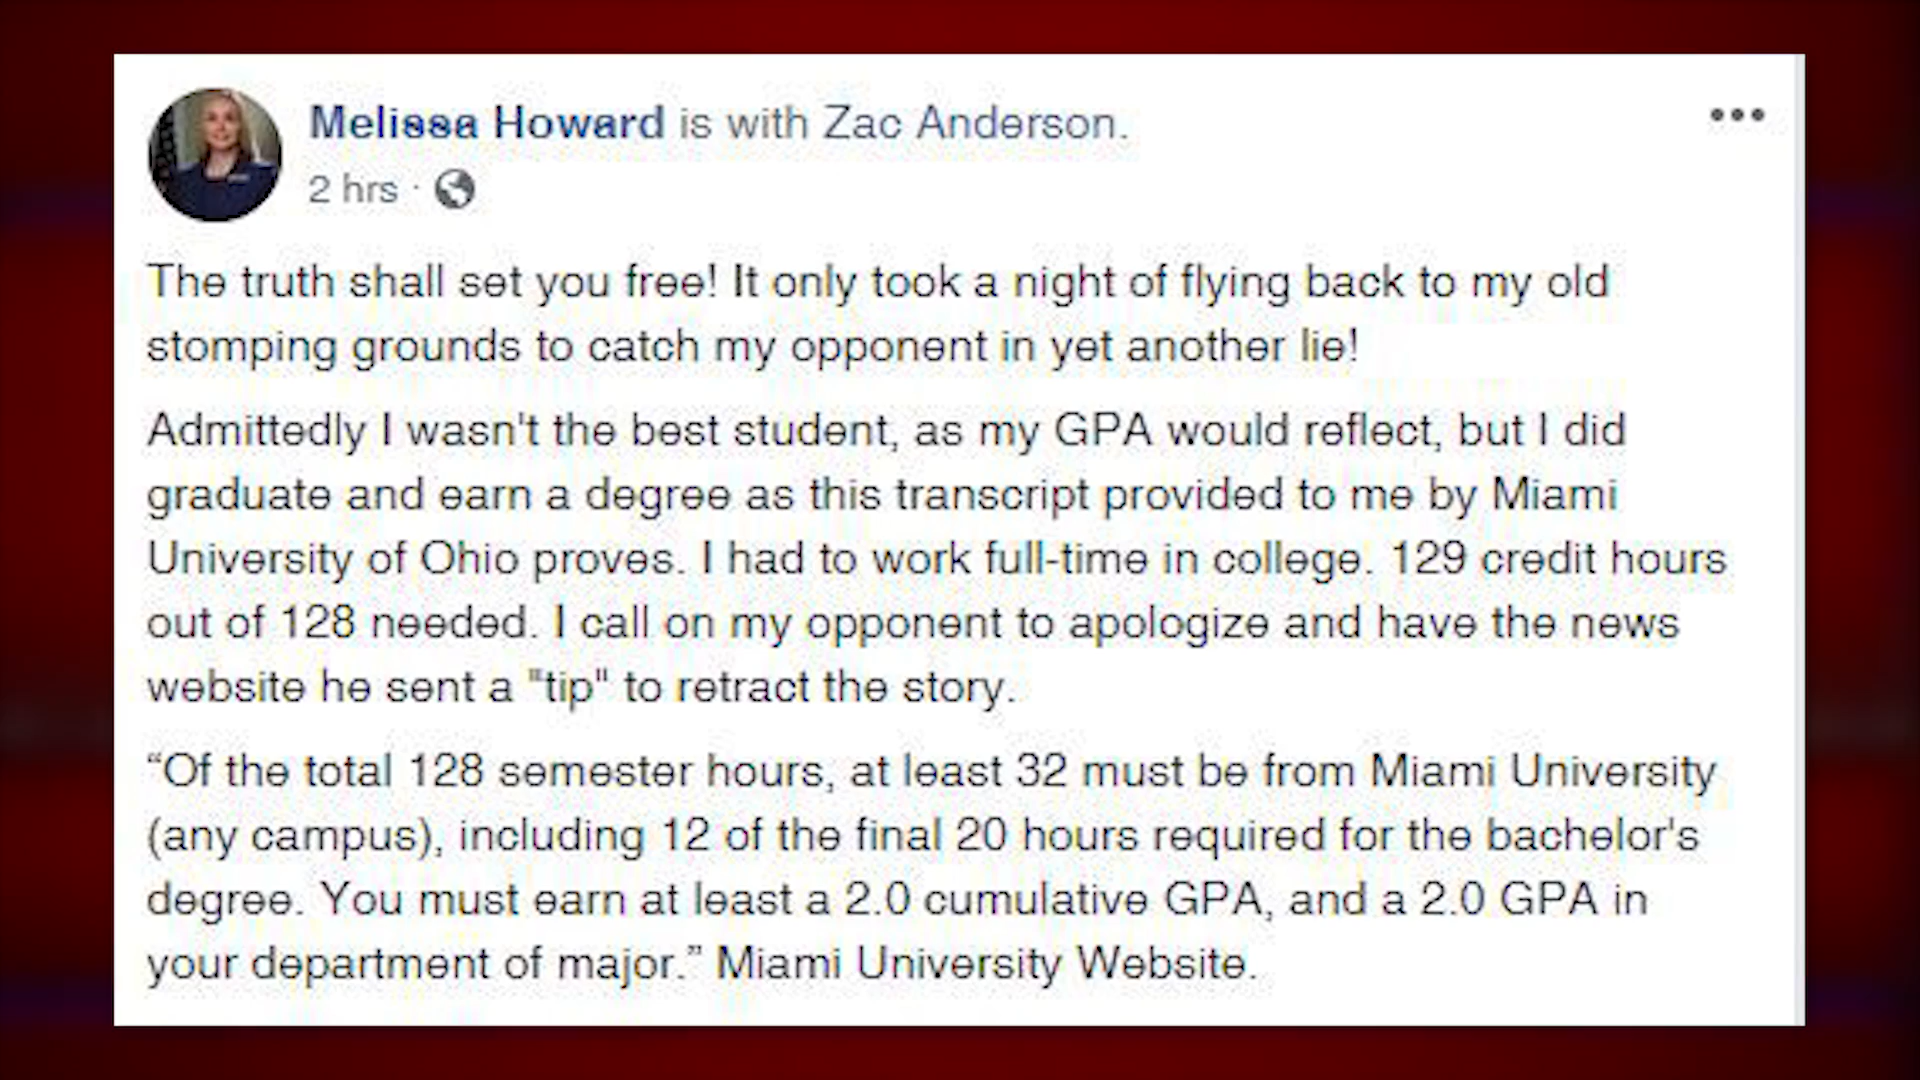 Melissa Howard is with Zac Anderson.
2 hrs ·
The truth shall set you free! It only took a night of flying back to my old
stomping grounds to catch my opponent in yet another lie!
Admittedly I wasn't the best student, as my GPA would reflect, but I did
graduate and earn a degree as this transcript provided to me by Miami
University of Ohio proves. I had to work full-time in college. 129 credit hours
out of 128 needed. I call on my opponent to apologize and have the news
website he sent a "tip" to retract the story.
“Of the total 128 semester hours, at least 32 must be from Miami University
(any campus), including 12 of the final 20 hours required for the bachelor's
degree. You must earn at least a 2.0 cumulative GPA, and a 2.0 GPA in
your department of major.” Miami University Website.